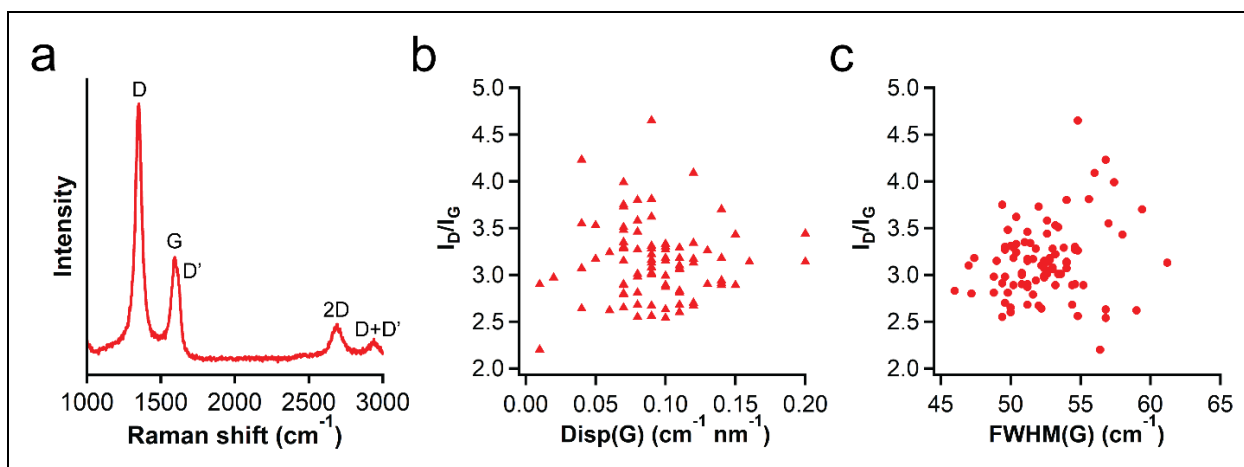 a
D
G
D'
2D
D+D'
Intensity
1000 1500 2000 2500 3000
Raman shift (cm⁻¹)
b
5.0
4.5
4.0
3.5
3.0
2.5
2.0
I_D/I_G
0.00 0.05 0.10 0.15 0.20
Disp(G) (cm⁻¹ nm⁻¹)
c
5.0
4.5
4.0
3.5
3.0
2.5
2.0
I_D/I_G
45 50 55 60 65
FWHM(G) (cm⁻¹)